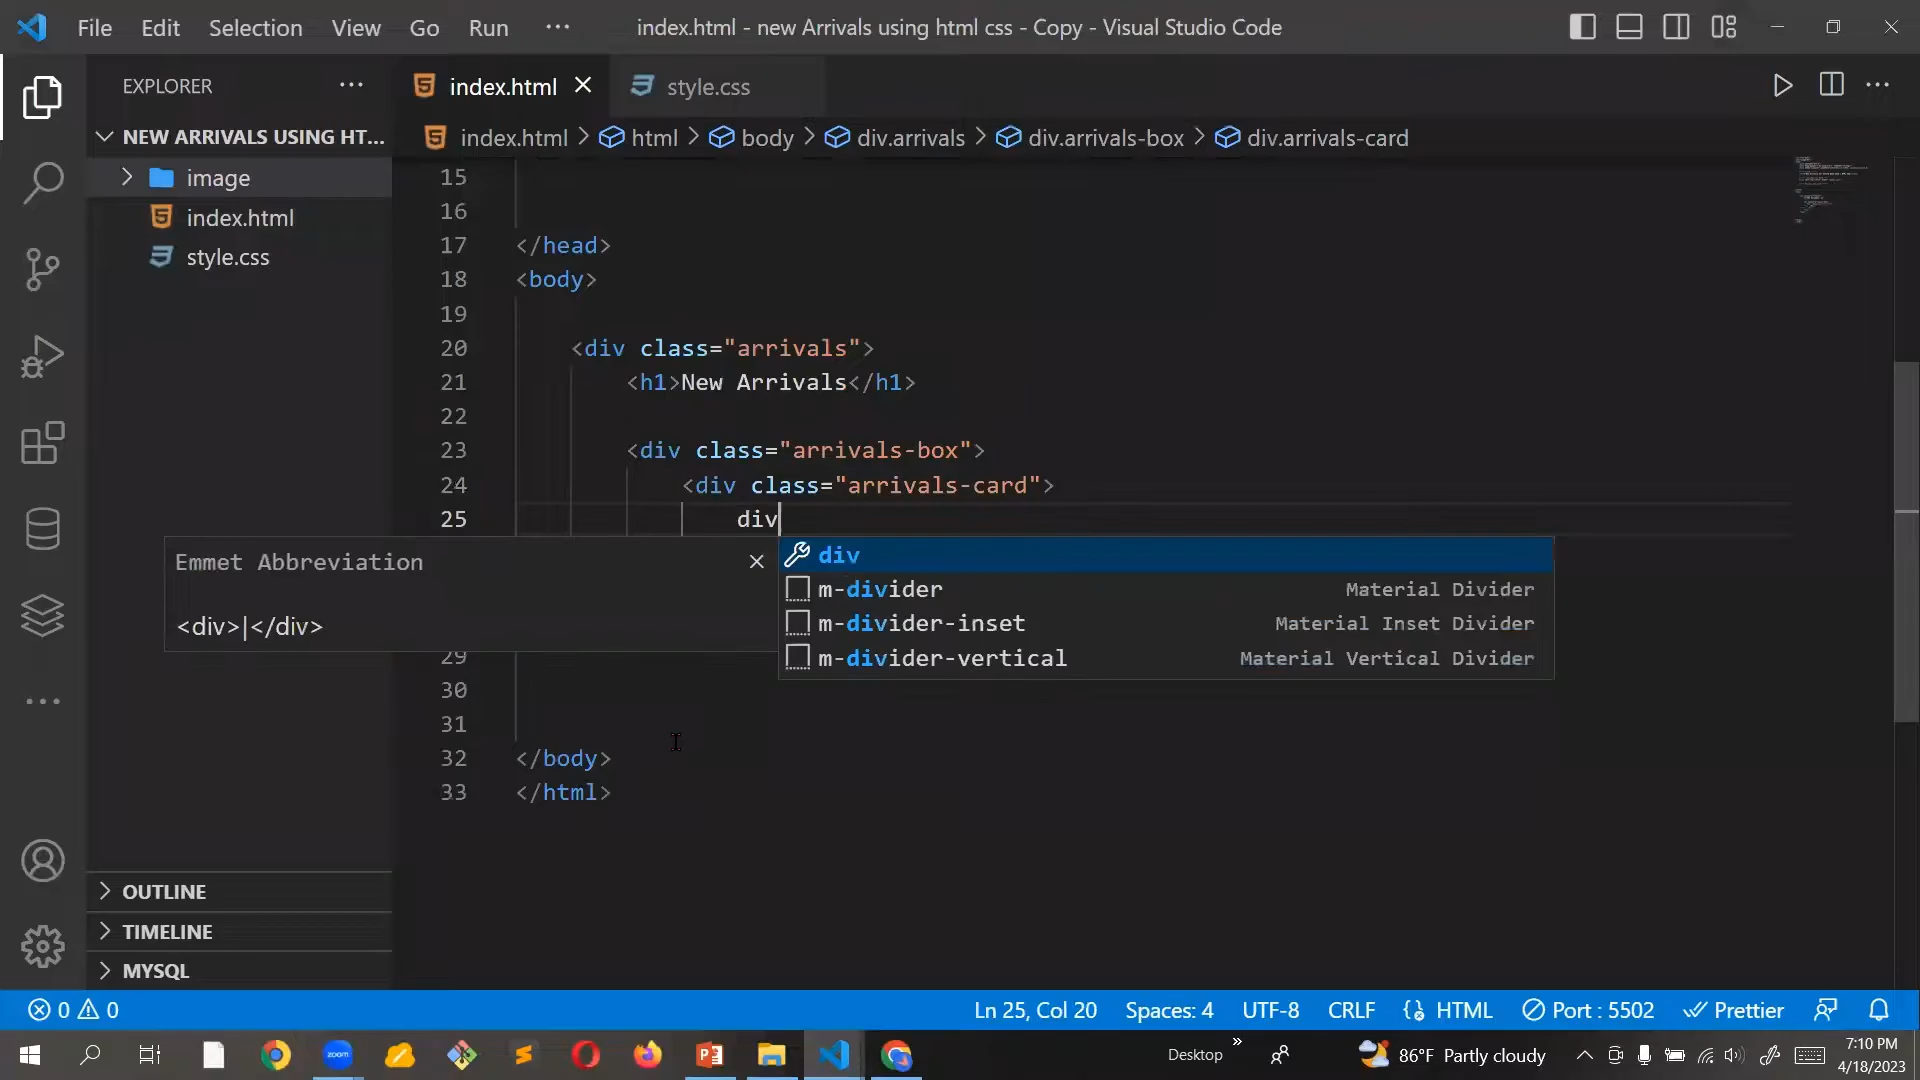 File Edit Selection View Go Run ··· index.html - new Arrivals using html css - Copy - Visual Studio Code
EXPLORER ··· index.html style.css
NEW ARRIVALS USING HT... index.html > html > body > div.arrivals > div.arrivals-box > div.arrivals-card
image
index.html
style.css
15
16
17 </head>
18 <body>
19
20 <div class="arrivals">
21 <h1>New Arrivals</h1>
22
23 <div class="arrivals-box">
24 <div class="arrivals-card">
25 div
Emmet Abbreviation
<div>|</div>
div
m-divider Material Divider
m-divider-inset Material Inset Divider
m-divider-vertical Material Vertical Divider
29
30
31
32 </body>
33 </html>
OUTLINE
TIMELINE
MYSQL
0 0 Ln 25, Col 20 Spaces: 4 UTF-8 CRLF HTML Port : 5502 Prettier
zoom Desktop 86°F Partly cloudy 7:10 PM
4/18/2023